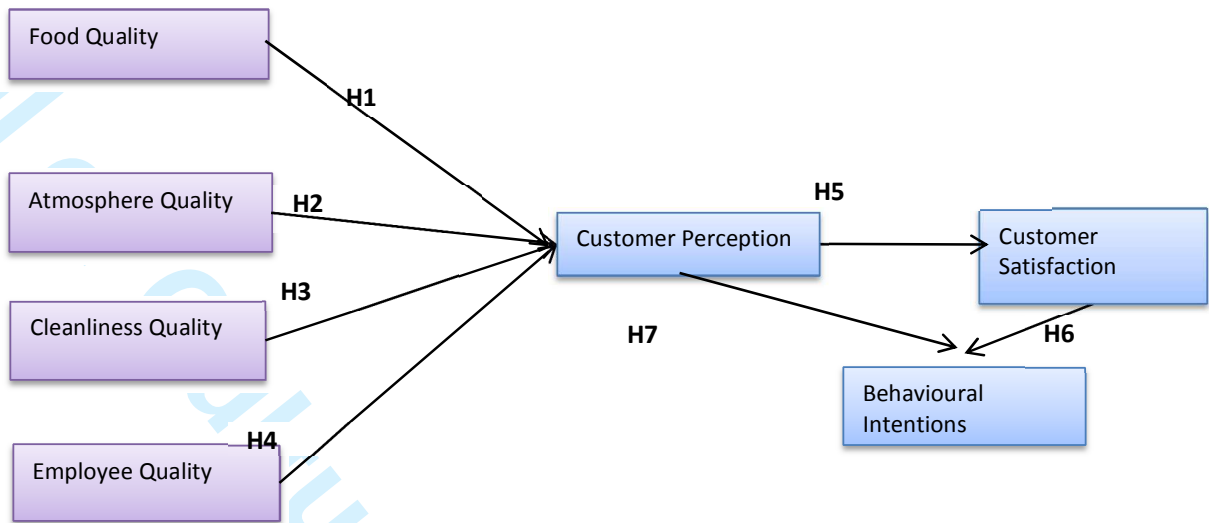 Food Quality
H1
Atmosphere Quality
H2
H5
Customer Perception
Customer
Satisfaction
H3
Cleanliness Quality
H7
H6
Behavioural
Intentions
H4
Employee Quality